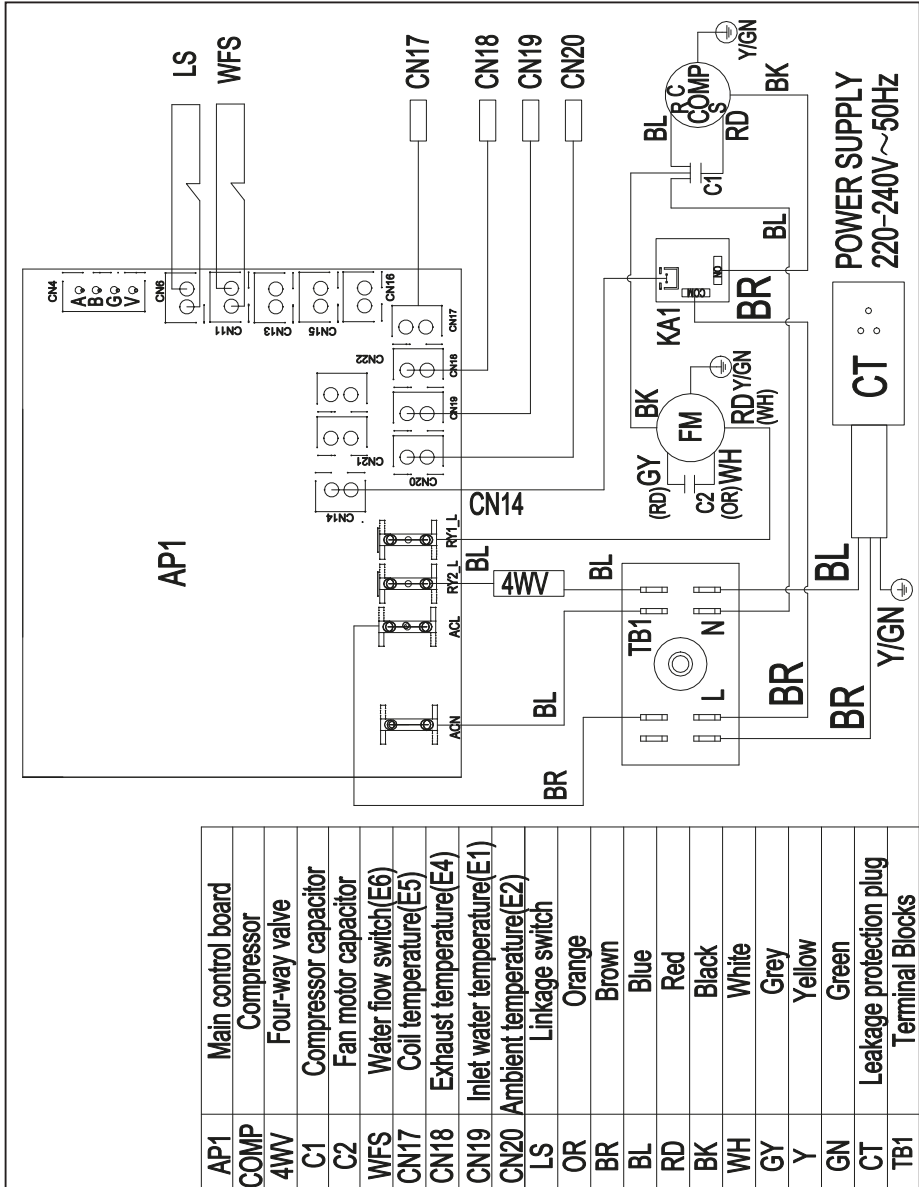 LS
WFS
CN17
CN18
CN19
CN20
AP1
CN4
A
B
G
V
CN6
CN11
CN13
CN15
CN16
CN17
CN22
CN18
CN19
CN21
CN20
CN14
CN14
RY1_L
RY2_L
ACL
ACN
BL
4WV
BL
BL
BR
Y/GN
COMP
R
C
S
BL
RD
BK
C1
BL
KA1
COM
NO
BR
BK
FM
RD
(WH)
Y/GN
(RD)
GY
C2
(OR)
WH
TB1
N
L
BR
BL
BR
Y/GN
CT
POWER SUPPLY
220-240V~50Hz
AP1 Main control board
COMP Compressor
4WV Four-way valve
C1 Compressor capacitor
C2 Fan motor capacitor
WFS Water flow switch(E6)
CN17 Coil temperature(E5)
CN18 Exhaust temperature(E4)
CN19 Inlet water temperature(E1)
CN20 Ambient temperature(E2)
LS Linkage switch
OR Orange
BR Brown
BL Blue
RD Red
BK Black
WH White
GY Grey
Y Yellow
GN Green
CT Leakage protection plug
TB1 Terminal Blocks